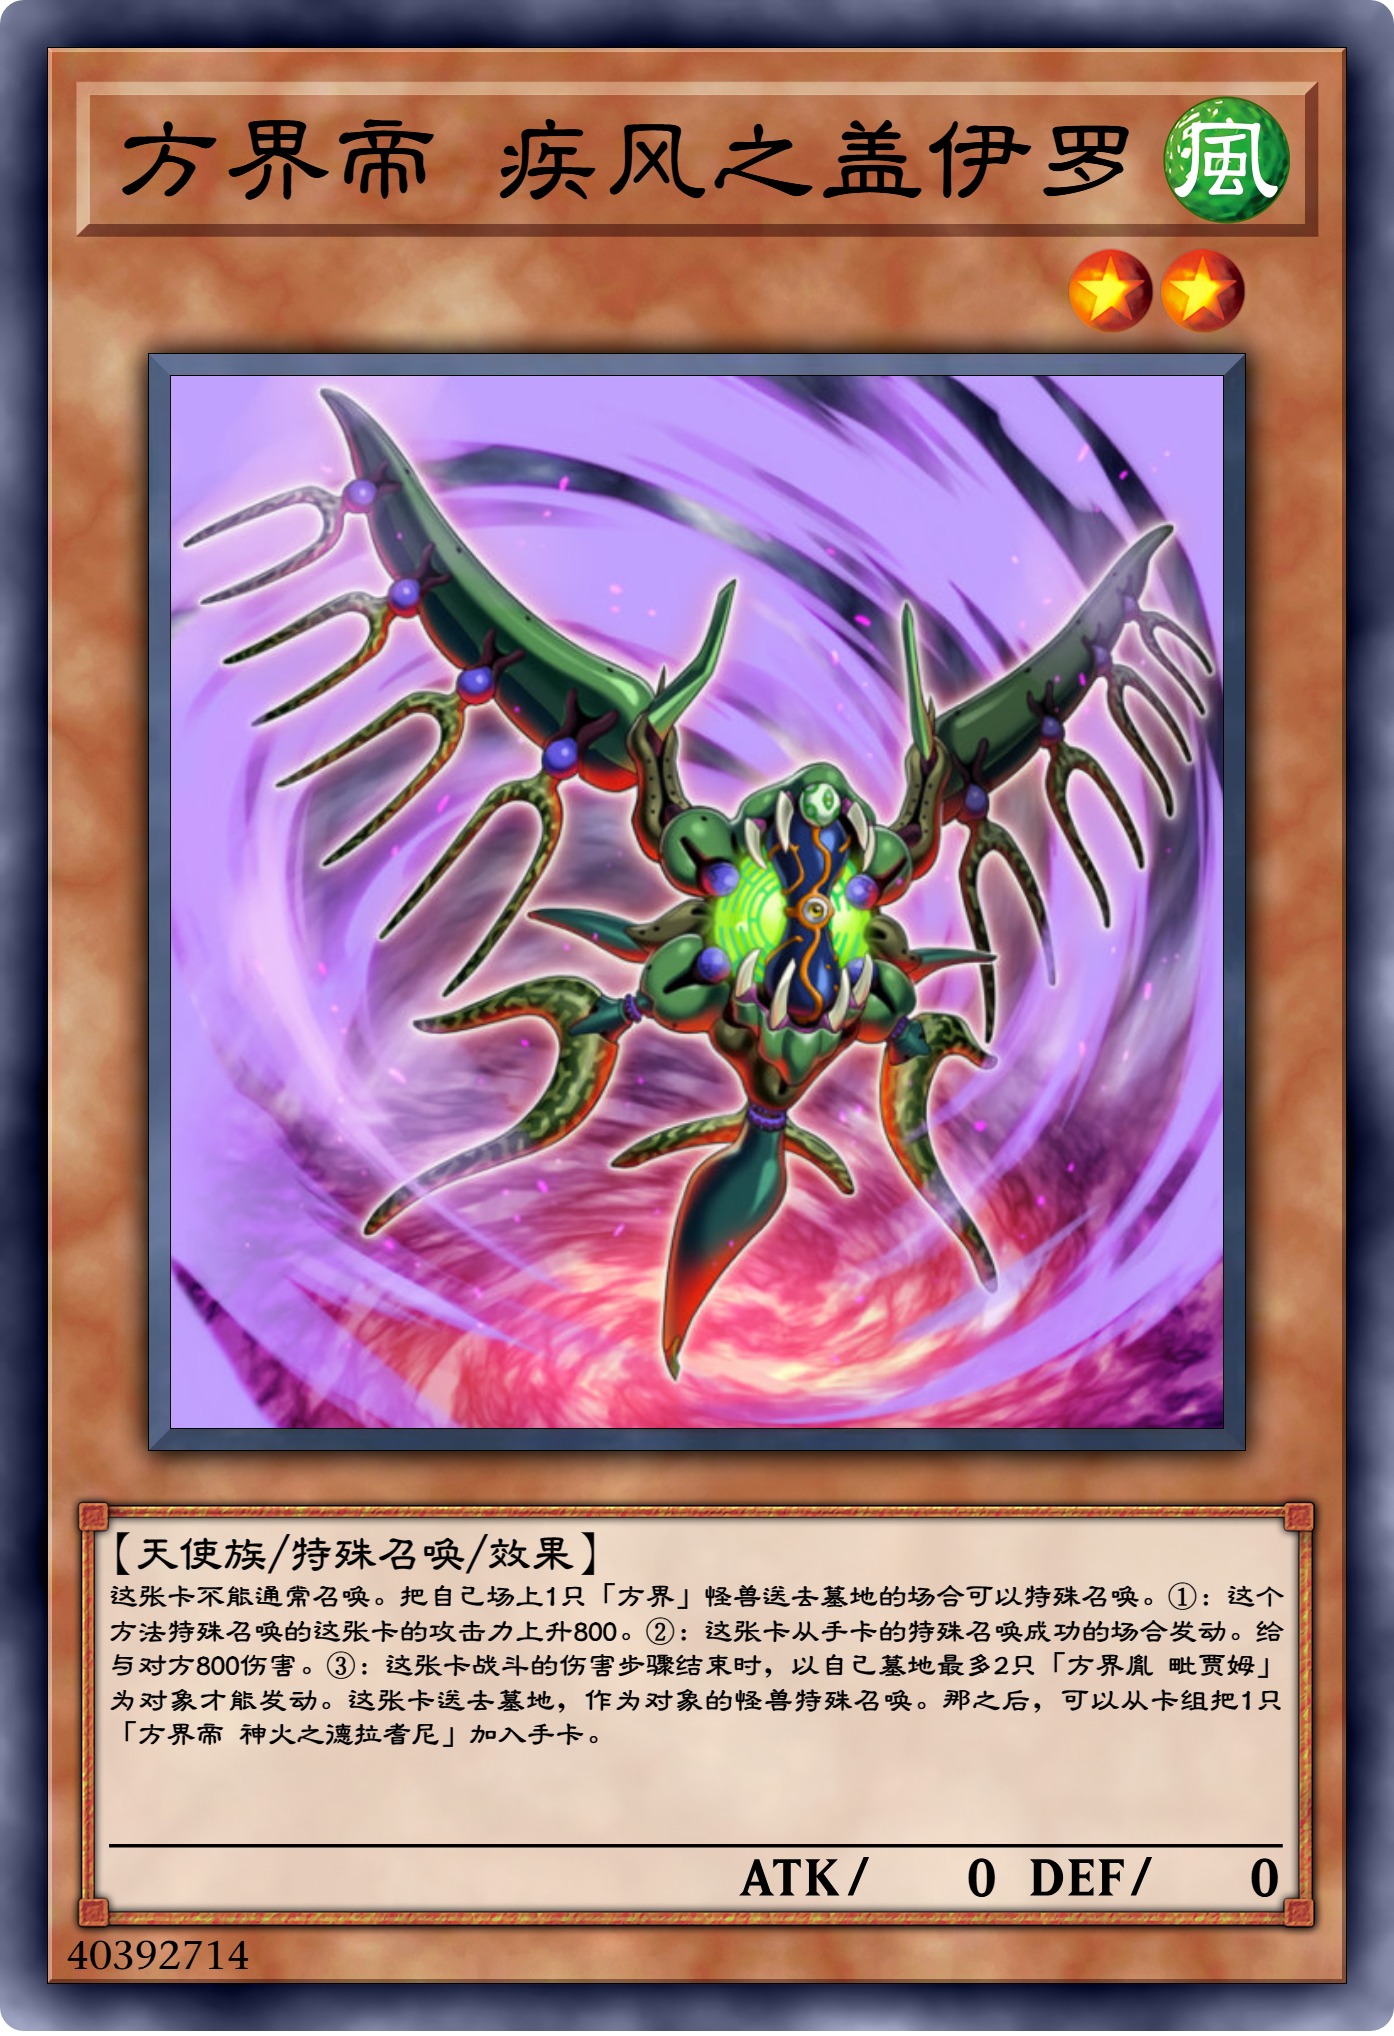 方界帝 疾风之盖伊罗 風
【天使族/特殊召唤/效果】
这张卡不能通常召唤。把自己场上1只「方界」怪兽送去墓地的场合可以特殊召唤。①：这个
方法特殊召唤的这张卡的攻击力上升800。②：这张卡从手卡的特殊召唤成功的场合发动。给
与对方800伤害。③：这张卡战斗的伤害步骤结束时，以自己墓地最多2只「方界胤 毗贾姆」
为对象才能发动。这张卡送去墓地，作为对象的怪兽特殊召唤。那之后，可以从卡组把1只
「方界帝 神火之德拉耆尼」加入手卡。
ATK/ 0 DEF/ 0
40392714